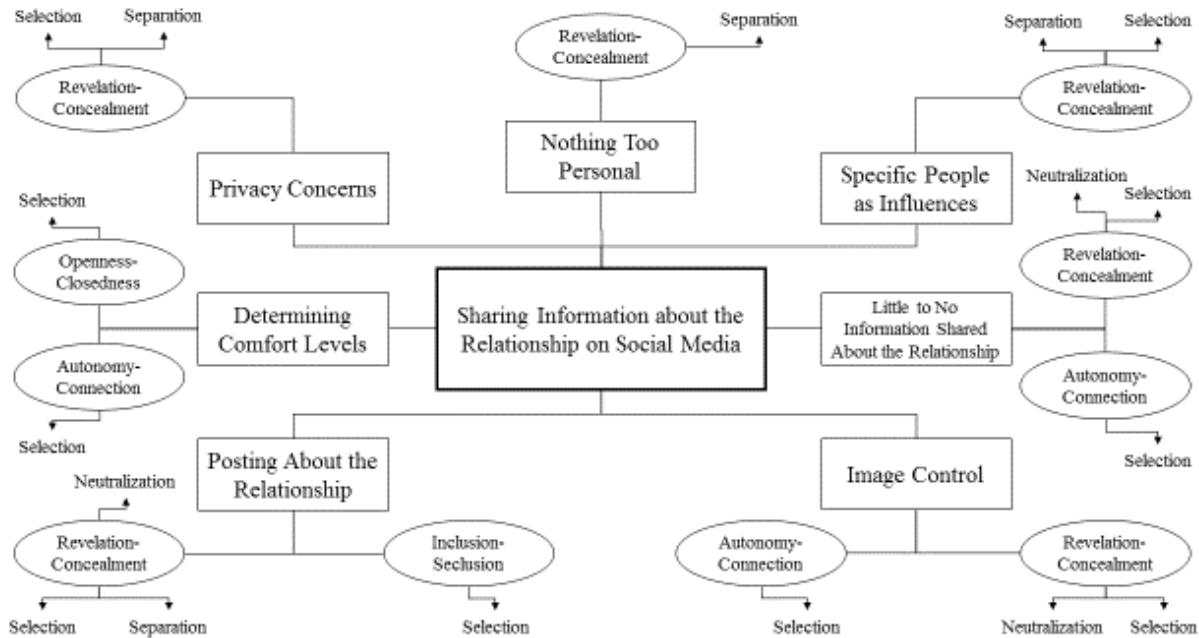 Selection
Separation
Revelation-
Concealment
Privacy Concerns
Revelation-
Concealment
Separation
Nothing Too
Personal
Separation
Selection
Revelation-
Concealment
Specific People
as Influences
Selection
Openness-
Closedness
Autonomy-
Connection
Selection
Determining
Comfort Levels
Sharing Information about the
Relationship on Social Media
Little to No
Information Shared
About the Relationship
Neutralization
Selection
Revelation-
Concealment
Autonomy-
Connection
Selection
Posting About the
Relationship
Neutralization
Revelation-
Concealment
Selection
Separation
Inclusion-
Seclusion
Selection
Image Control
Autonomy-
Connection
Selection
Revelation-
Concealment
Neutralization
Selection